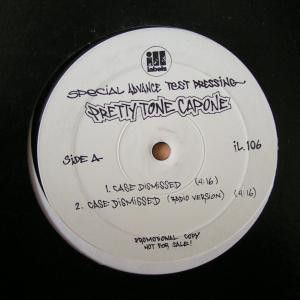 ill
labels
SPECIAL ADVANCE TEST PRESSING
PRETTY TONE CAPONE
SIDE A
iL.106
1. CASE DISMISSED (4:16)
2. CASE DISMISSED (RADIO VERSION) (4:16)
PROMOTIONAL COPY
NOT FOR SALE!